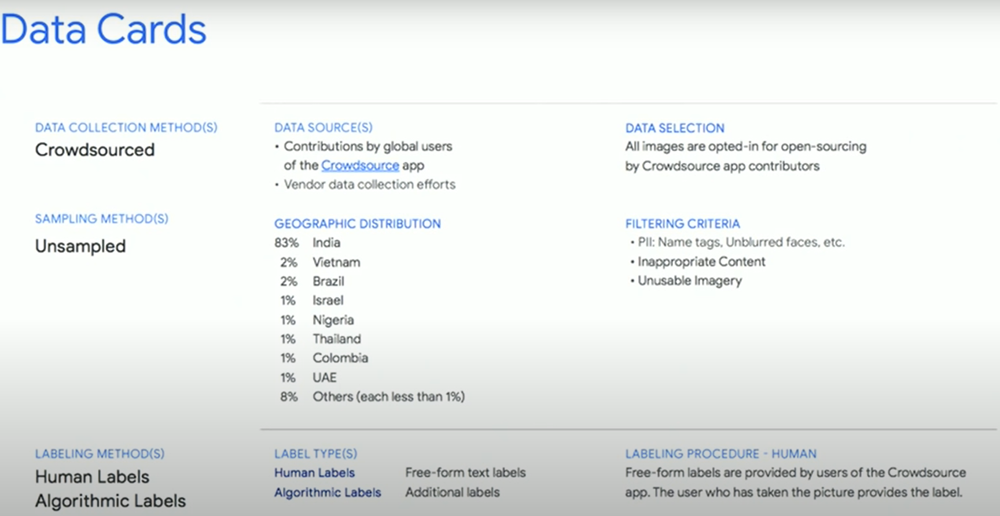 Data Cards
DATA COLLECTION METHOD(S)
Crowdsourced
DATA SOURCE(S)
• Contributions by global users
of the Crowdsource app
• Vendor data collection efforts
DATA SELECTION
All images are opted-in for open-sourcing
by Crowdsource app contributors
SAMPLING METHOD(S)
Unsampled
GEOGRAPHIC DISTRIBUTION
83% India
2% Vietnam
2% Brazil
1% Israel
1% Nigeria
1% Thailand
1% Colombia
1% UAE
8% Others (each less than 1%)
FILTERING CRITERIA
• PII: Name tags, Unblurred faces, etc.
• Inappropriate Content
• Unusable Imagery
LABELING METHOD(S)
Human Labels
Algorithmic Labels
LABEL TYPE(S)
Human Labels Free-form text labels
Algorithmic Labels Additional labels
LABELING PROCEDURE - HUMAN
Free-form labels are provided by users of the Crowdsource
app. The user who has taken the picture provides the label.